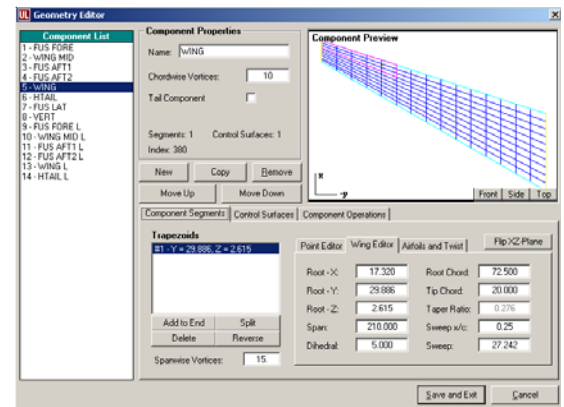 UL Geometry Editor
Component List
1 - FUS FORE
2 - WING MID
3 - FUS AFT1
4 - FUS AFT2
5 - WING
6 - HTAIL
7 - FUS LAT
8 - VERT
9 - FUS FORE L
10 - WING MID L
11 - FUS AFT1 L
12 - FUS AFT2 L
13 - WING L
14 - HTAIL L
Component Properties
Name: WING
Chordwise Vortices: 10
Tail Component
Segments: 1 Control Surfaces: 1
Index: 380
New Copy Remove
Move Up Move Down
Component Preview
x
-y
Front Side Top
Component Segments Control Surfaces Component Operations
Trapezoids
#1 - Y = 29.886, Z = 2.615
Add to End Split
Delete Reverse
Spanwise Vortices: 15.
Point Editor Wing Editor Airfoils and Twist Flip XZ-Plane
Root - X: 17.320 Root Chord: 72.500
Root - Y: 29.886 Tip Chord: 20.000
Root - Z: 2.615 Taper Ratio: 0.276
Span: 210.000 Sweep x/c: 0.25
Dihedral: 5.000 Sweep: 27.242
Save and Exit Cancel